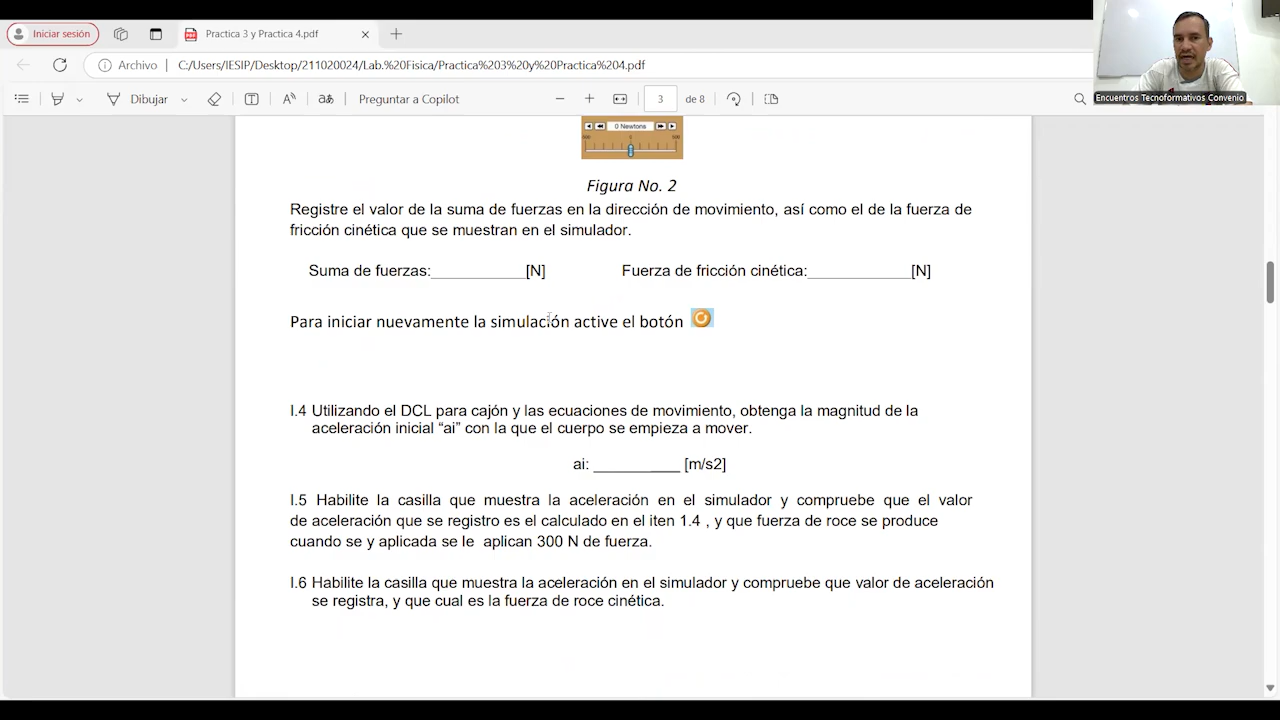 Iniciar sesión
Practica 3 y Practica 4.pdf
Archivo
C:/Users/IESIP/Desktop/211020024/Lab.%20Fisica/Practica%203%20y%20Practica%204.pdf
Dibujar
Preguntar a Copilot
3 de 8
Encuentros Tecnoformativos Convenio
0 Newtons
0
500
Figura No. 2
Registre el valor de la suma de fuerzas en la dirección de movimiento, así como el de la fuerza de
fricción cinética que se muestran en el simulador.
Suma de fuerzas:___________[N] Fuerza de fricción cinética:____________[N]
Para iniciar nuevamente la simulación active el botón
I.4 Utilizando el DCL para cajón y las ecuaciones de movimiento, obtenga la magnitud de la
aceleración inicial “ai” con la que el cuerpo se empieza a mover.
ai: __________ [m/s2]
I.5 Habilite la casilla que muestra la aceleración en el simulador y compruebe que el valor
de aceleración que se registro es el calculado en el iten 1.4 , y que fuerza de roce se produce
cuando se y aplicada se le aplican 300 N de fuerza.
I.6 Habilite la casilla que muestra la aceleración en el simulador y compruebe que valor de aceleración
se registra, y que cual es la fuerza de roce cinética.